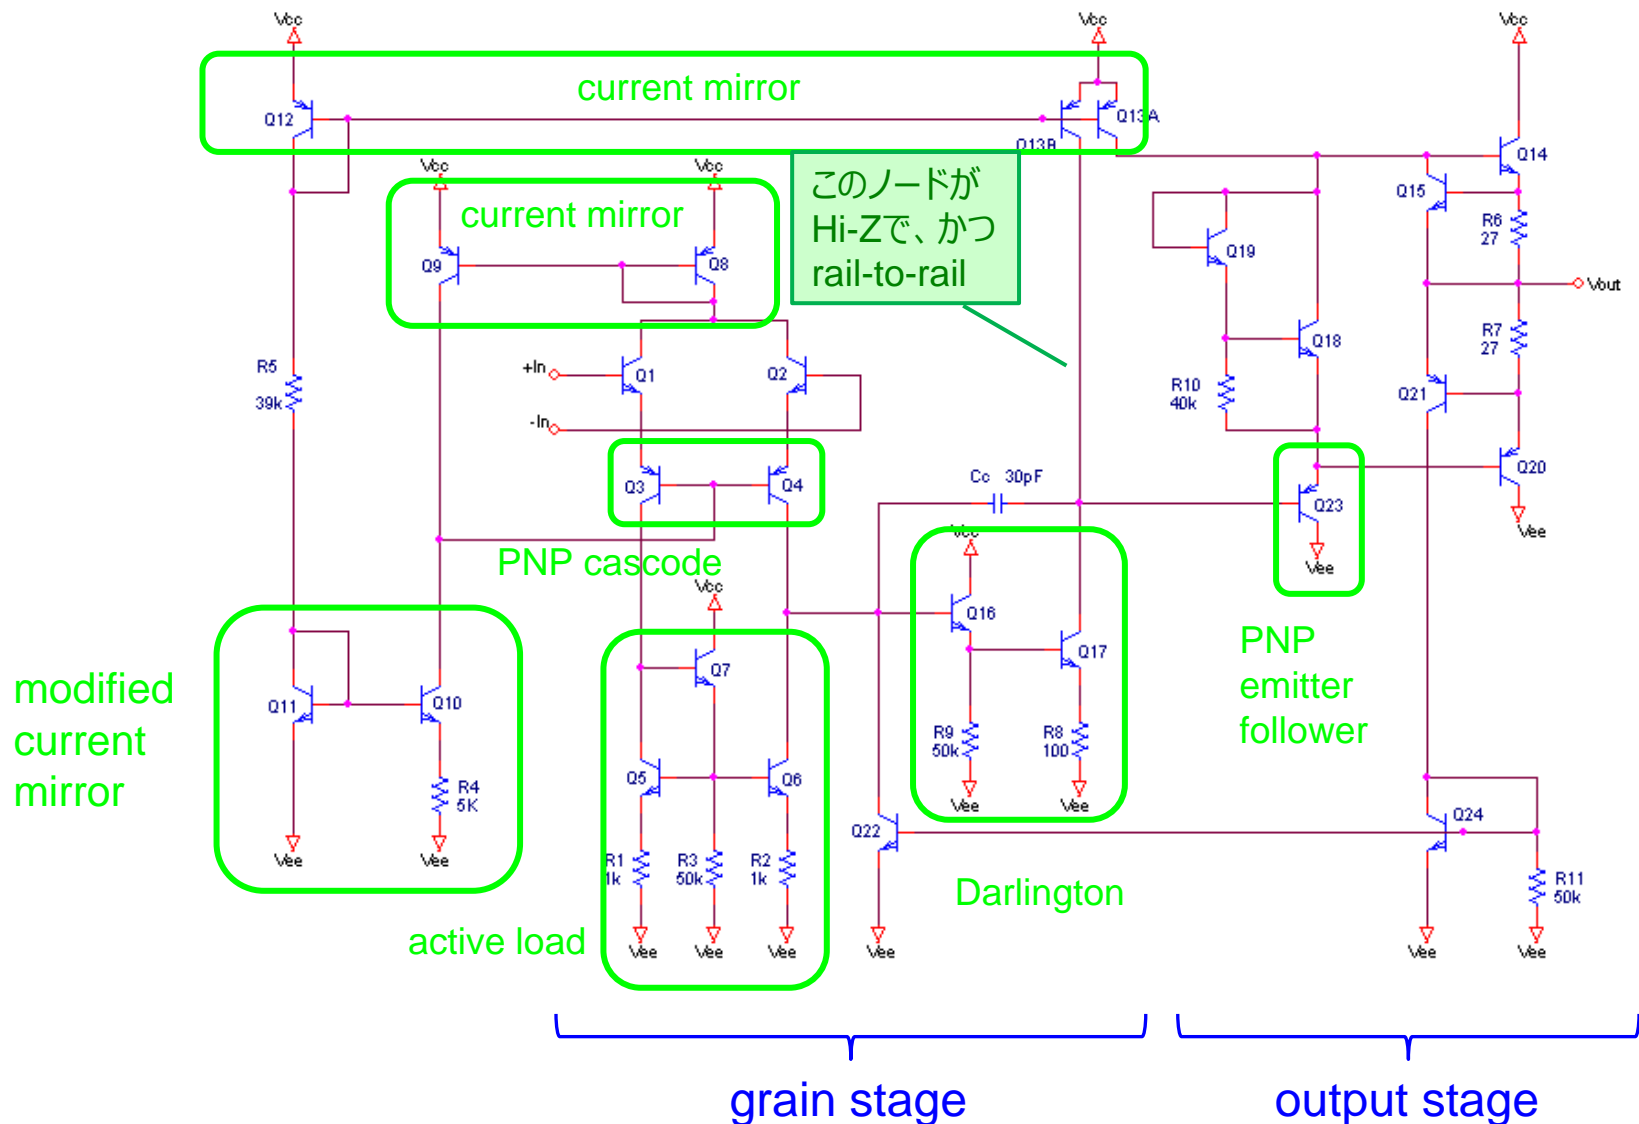 Vcc
Vcc
Vcc
current mirror
Q12
Q13A
Q13B
Q14
Vcc
Vcc
このノードが
Hi-Zで、かつ
rail-to-rail
Q15
current mirror
R6
27
Q19
Q9
Q8
Vout
R7
27
Q18
R5
39k
+In
Q1
Q2
R10
40k
Q21
-In
Q3
Q4
Cc 30pF
Q20
Q23
Vcc
Vee
PNP cascode
Vee
Vcc
Q16
PNP
emitter
follower
Q7
Q17
modified
current
mirror
Q11
Q10
R9
50k
R8
100
Q5
Q6
R4
5K
Vee
Vee
Q22
Q24
Vee
Vee
R1
1k
R3
50k
R2
1k
Darlington
R11
50k
active load
Vee
Vee
Vee
Vee
Vee
Vee
grain stage
output stage